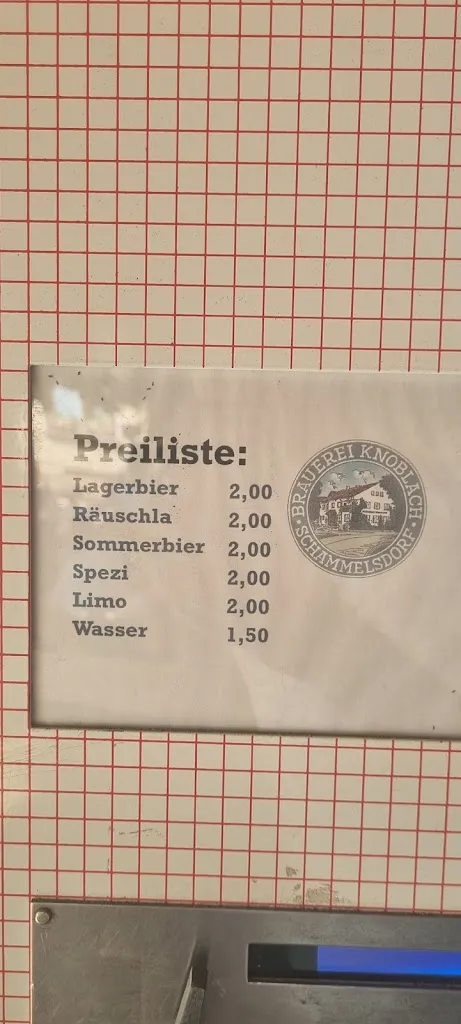 Preiliste:
Lagerbier 2,00
Räuschla 2,00
Sommerbier 2,00
Spezi 2,00
Limo 2,00
Wasser 1,50
BRAUEREI KNOBLACH
SCHAMMELSDORF